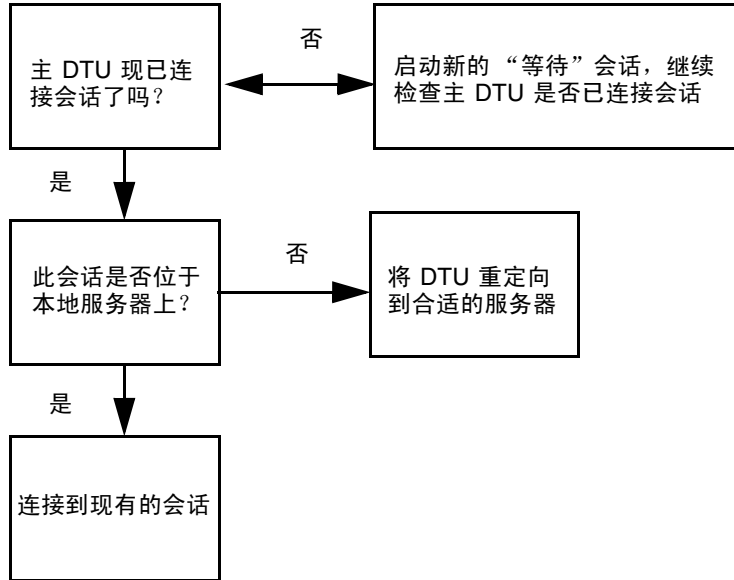 主 DTU 现已连
接会话了吗？
否
启动新的 “等待”会话，继续
检查主 DTU 是否已连接会话
是
此会话是否位于
本地服务器上？
否
将 DTU 重定向
到合适的服务器
是
连接到现有的会话